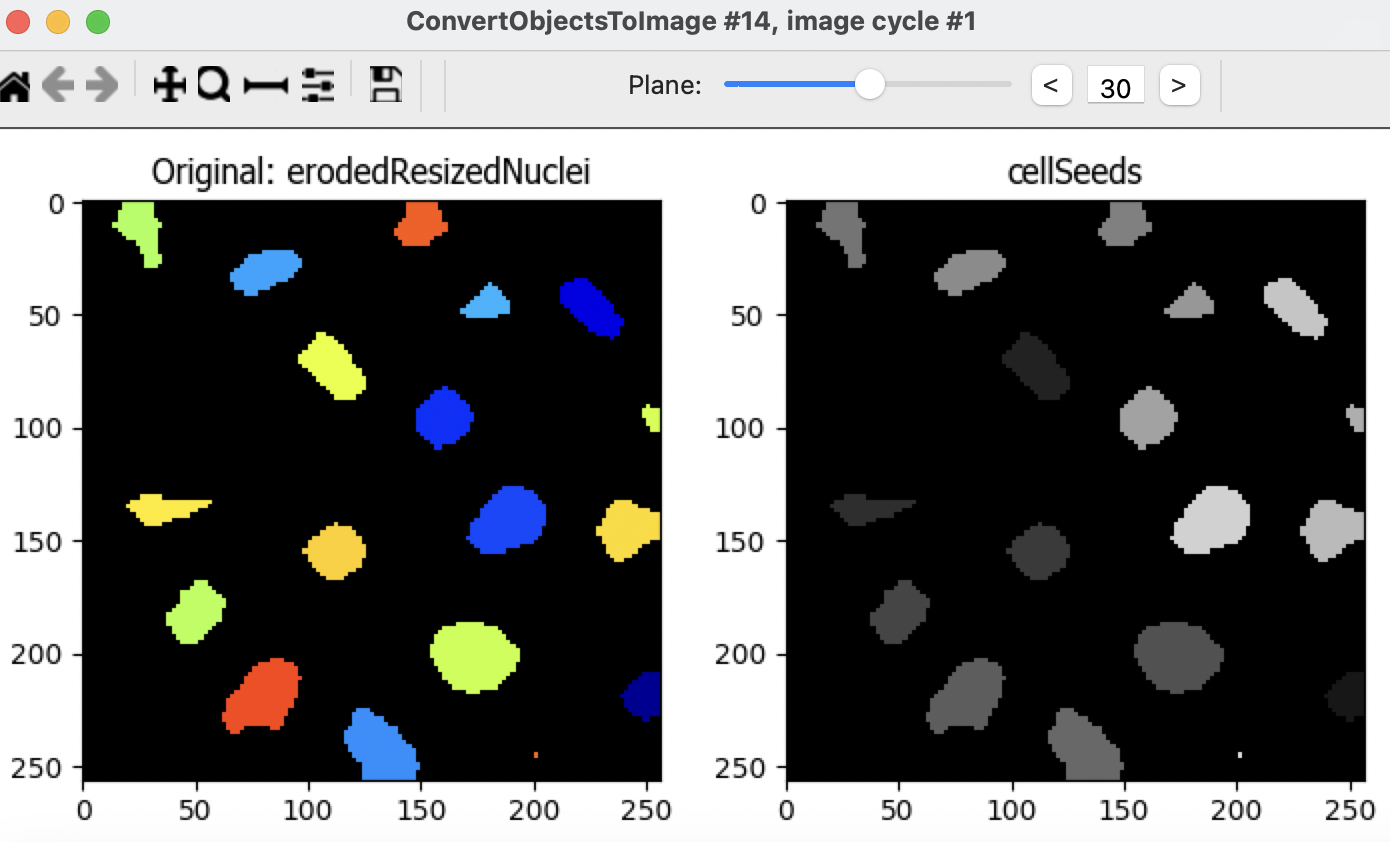 ConvertObjectsToImage #14, image cycle #1
Plane: < 30 >
Original: erodedResizedNuclei
cellSeeds
0
50
100
150
200
250
0 50 100 150 200 250
0
50
100
150
200
250
0 50 100 150 200 250